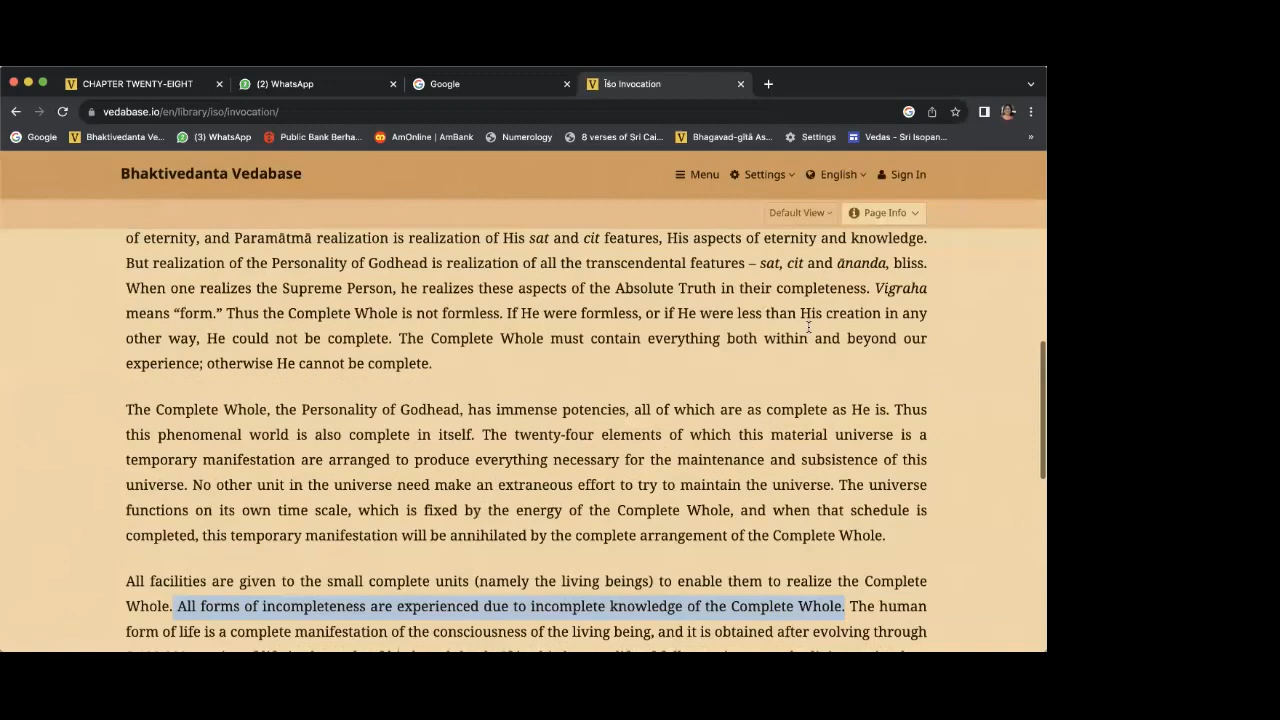 CHAPTER TWENTY-EIGHT
(2) WhatsApp
Google
Īśo Invocation
vedabase.io/en/library/iso/invocation/
Google
Bhaktivedanta Ve...
(3) WhatsApp
Public Bank Berha...
AmOnline | AmBank
Numerology
8 verses of Sri Cai...
Bhagavad-gītā As...
Settings
Vedas - Sri Isopan...
»
Bhaktivedanta Vedabase
Menu
Settings
English
Sign In
Default View
Page Info
of eternity, and Paramātmā realization is realization of His sat and cit features, His aspects of eternity and knowledge.
But realization of the Personality of Godhead is realization of all the transcendental features – sat, cit and ānanda, bliss.
When one realizes the Supreme Person, he realizes these aspects of the Absolute Truth in their completeness. Vigraha
means “form.” Thus the Complete Whole is not formless. If He were formless, or if He were less than His creation in any
other way, He could not be complete. The Complete Whole must contain everything both within and beyond our
experience; otherwise He cannot be complete.
The Complete Whole, the Personality of Godhead, has immense potencies, all of which are as complete as He is. Thus
this phenomenal world is also complete in itself. The twenty-four elements of which this material universe is a
temporary manifestation are arranged to produce everything necessary for the maintenance and subsistence of this
universe. No other unit in the universe need make an extraneous effort to try to maintain the universe. The universe
functions on its own time scale, which is fixed by the energy of the Complete Whole, and when that schedule is
completed, this temporary manifestation will be annihilated by the complete arrangement of the Complete Whole.
All facilities are given to the small complete units (namely the living beings) to enable them to realize the Complete
Whole. All forms of incompleteness are experienced due to incomplete knowledge of the Complete Whole. The human
form of life is a complete manifestation of the consciousness of the living being, and it is obtained after evolving through